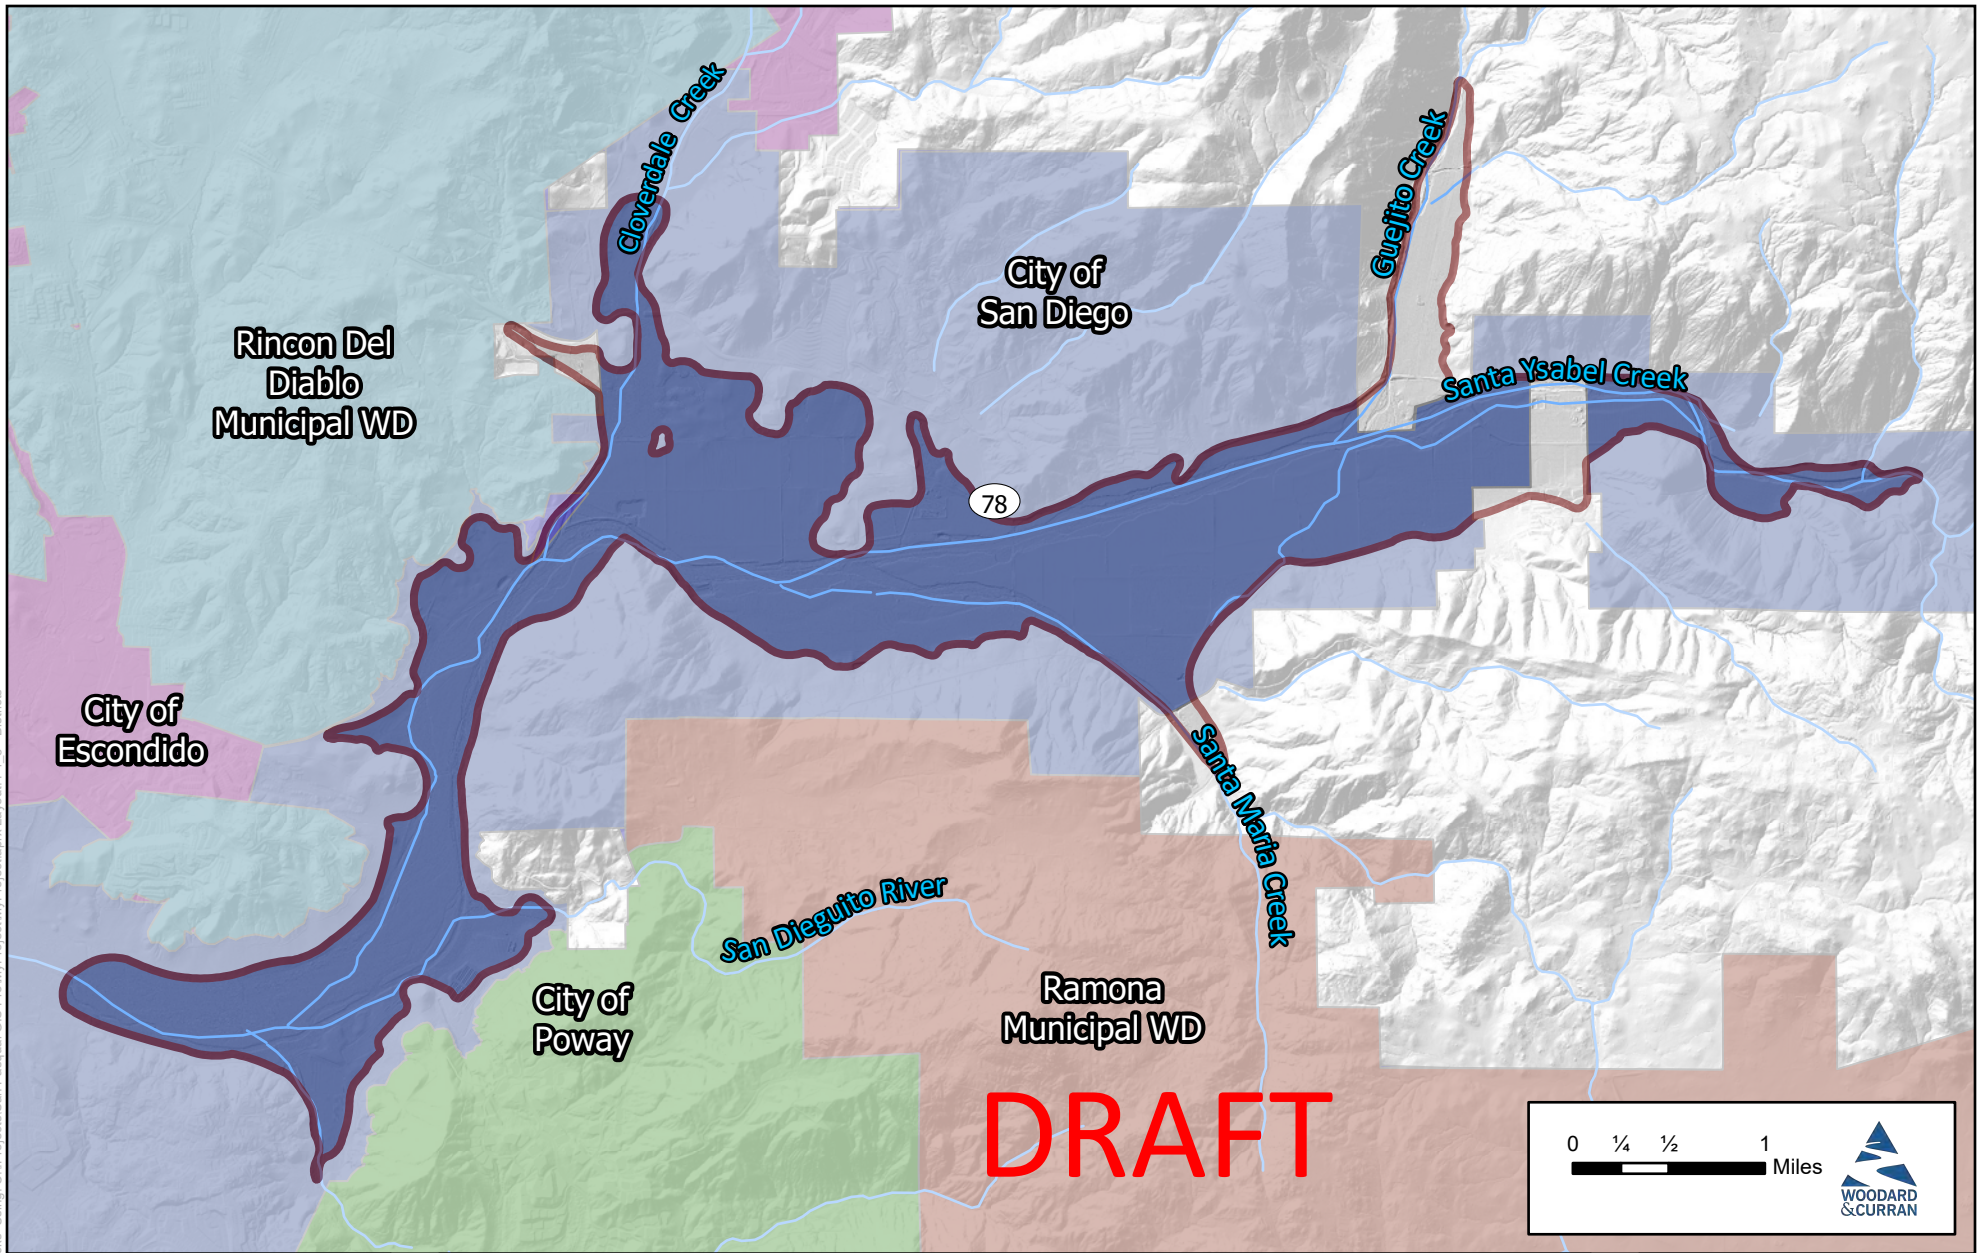 Cloverdale Creek
Guejito Creek
City of
San Diego
Rincon Del
Diablo
Municipal WD
Santa Ysabel Creek
78
City of
Escondido
Santa Maria Creek
San Dieguito River
City of
Poway
Ramona
Municipal WD
DRAFT
0 ¼ ½ 1
Miles
WOODARD
&CURRAN